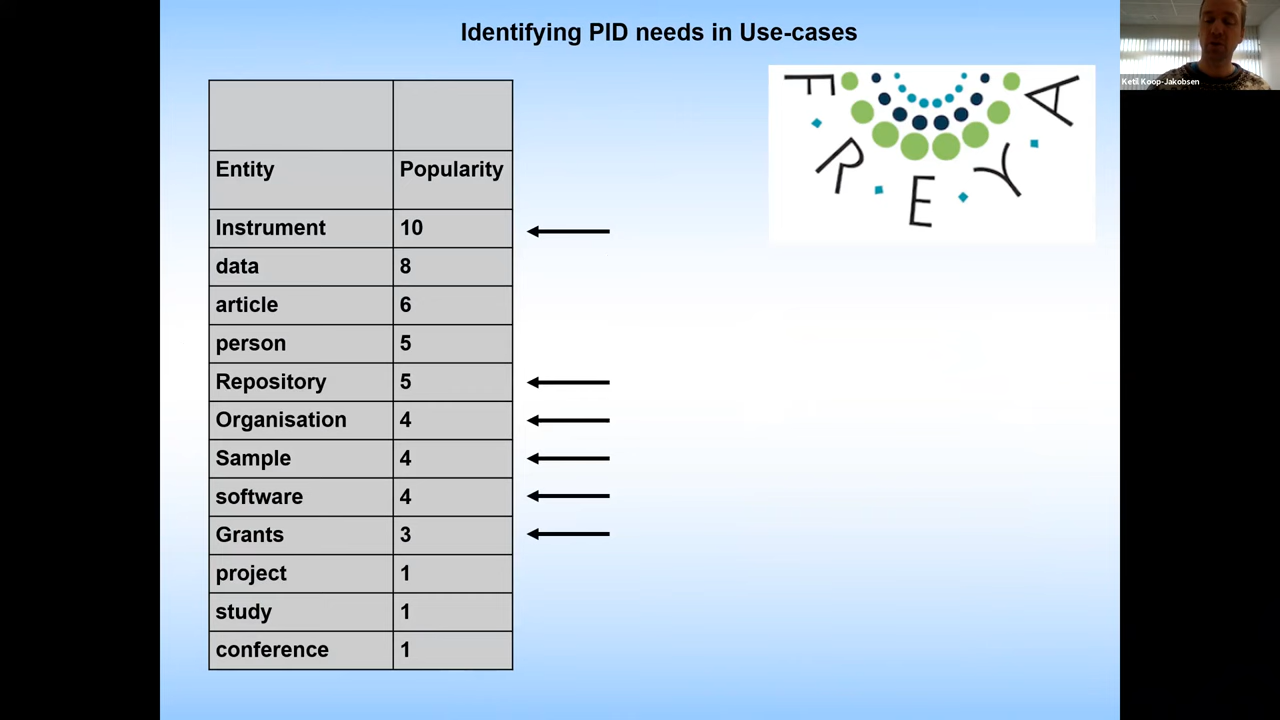 Identifying PID needs in Use-cases
Ketil Koop-Jakobsen
FREYA
Entity Popularity
Instrument 10
data 8
article 6
person 5
Repository 5
Organisation 4
Sample 4
software 4
Grants 3
project 1
study 1
conference 1